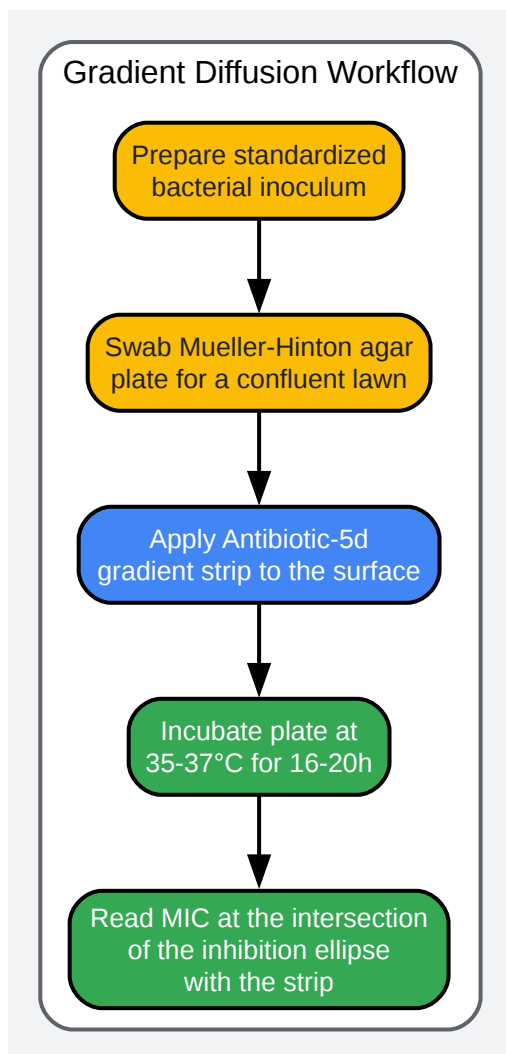 Gradient Diffusion Workflow
Prepare standardized
bacterial inoculum
Swab Mueller-Hinton agar
plate for a confluent lawn
Apply Antibiotic-5d
gradient strip to the surface
Incubate plate at
35-37°C for 16-20h
Read MIC at the intersection
of the inhibition ellipse
with the strip